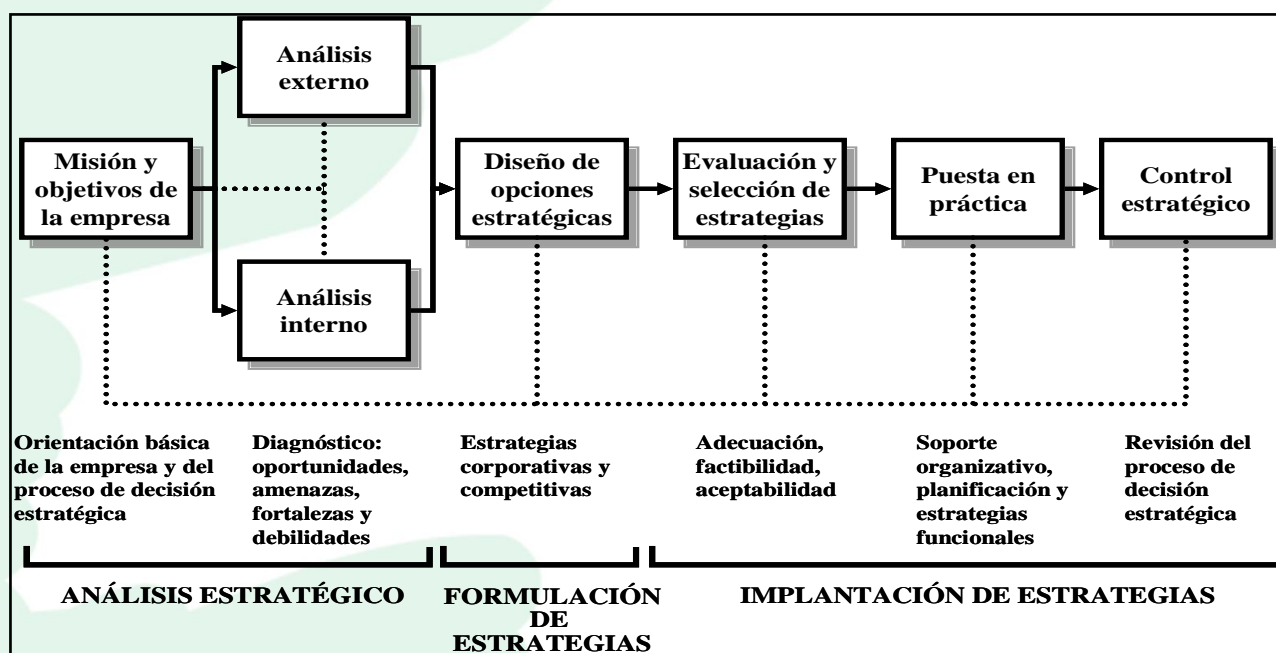 Análisis
externo
Misión y
objetivos de
la empresa
Análisis
interno
Diseño de
opciones
estratégicas
Evaluación y
selección de
estrategias
Puesta en
práctica
Control
estratégico
Orientación básica
de la empresa y del
proceso de decisión
estratégica
Diagnóstico:
oportunidades,
amenazas,
fortalezas y
debilidades
Estrategias
corporativas y
competitivas
Adecuación,
factibilidad,
aceptabilidad
Soporte
organizativo,
planificación y
estrategias
funcionales
Revisión del
proceso de
decisión
estratégica
ANÁLISIS ESTRATÉGICO
FORMULACIÓN
DE
ESTRATEGIAS
IMPLANTACIÓN DE ESTRATEGIAS